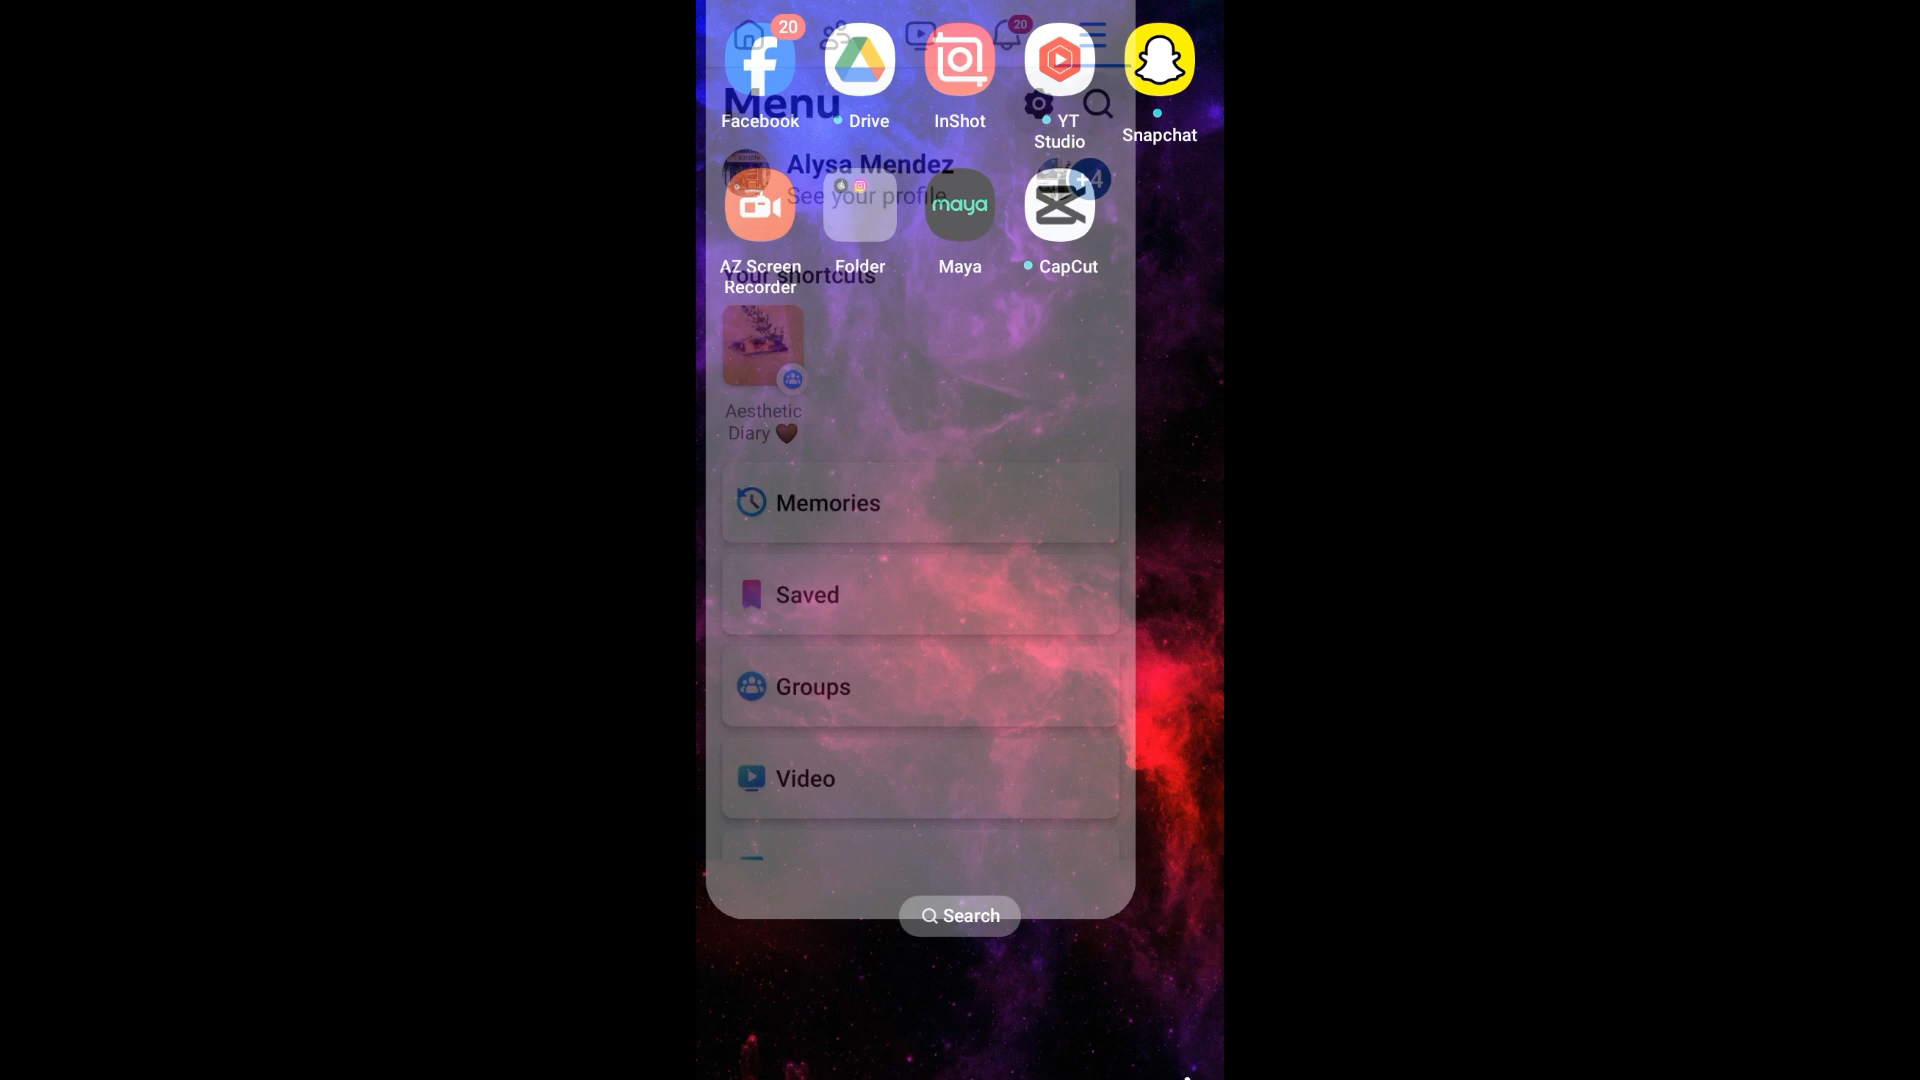 20
20
Menu
Facebook
Drive
InShot
YT
Studio
Snapchat
Alysa Mendez
See your profile
+4
maya
AZ Screen
Recorder
Folder
Maya
CapCut
Your shortcuts
Aesthetic
Diary 🤎
Memories
Saved
Groups
Video
Search